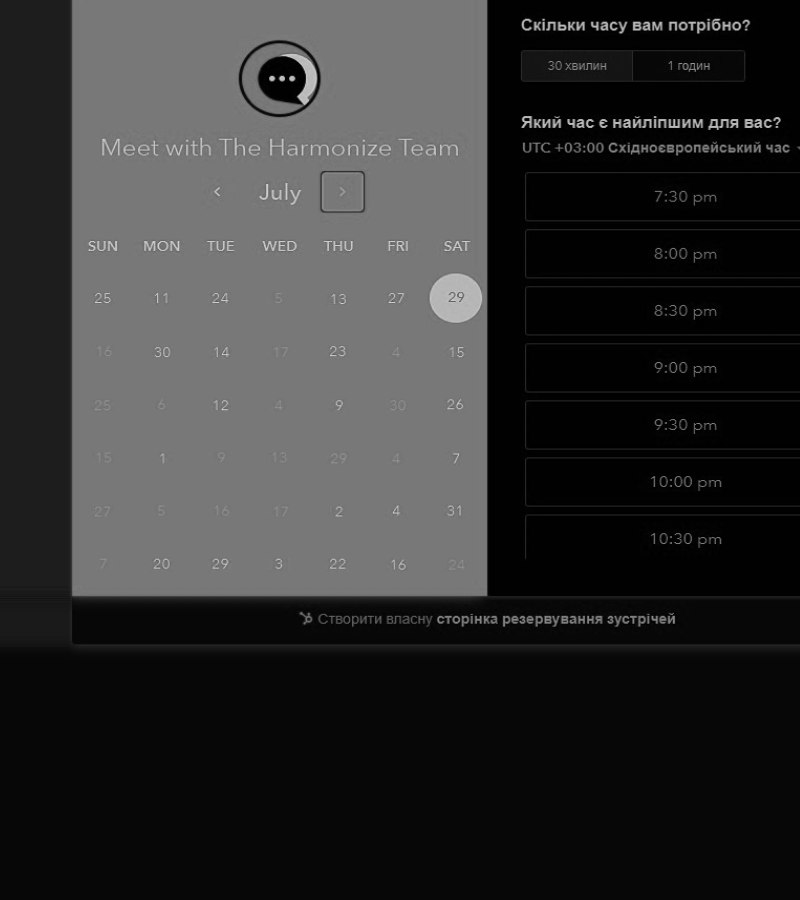 Meet with The Harmonize Team
July
SUN MON TUE WED THU FRI SAT
25 11 24 5 13 27 29
16 30 14 17 23 4 15
25 6 12 4 9 30 26
15 1 9 13 29 4 7
27 5 16 17 2 4 31
7 20 29 3 22 16 24
Скільки часу вам потрібно?
30 хвилин 1 годин
Який час є найліпшим для вас?
UTC +03:00 Східноєвропейський час
7:30 pm
8:00 pm
8:30 pm
9:00 pm
9:30 pm
10:00 pm
10:30 pm
Створити власну сторінка резервування зустрічей